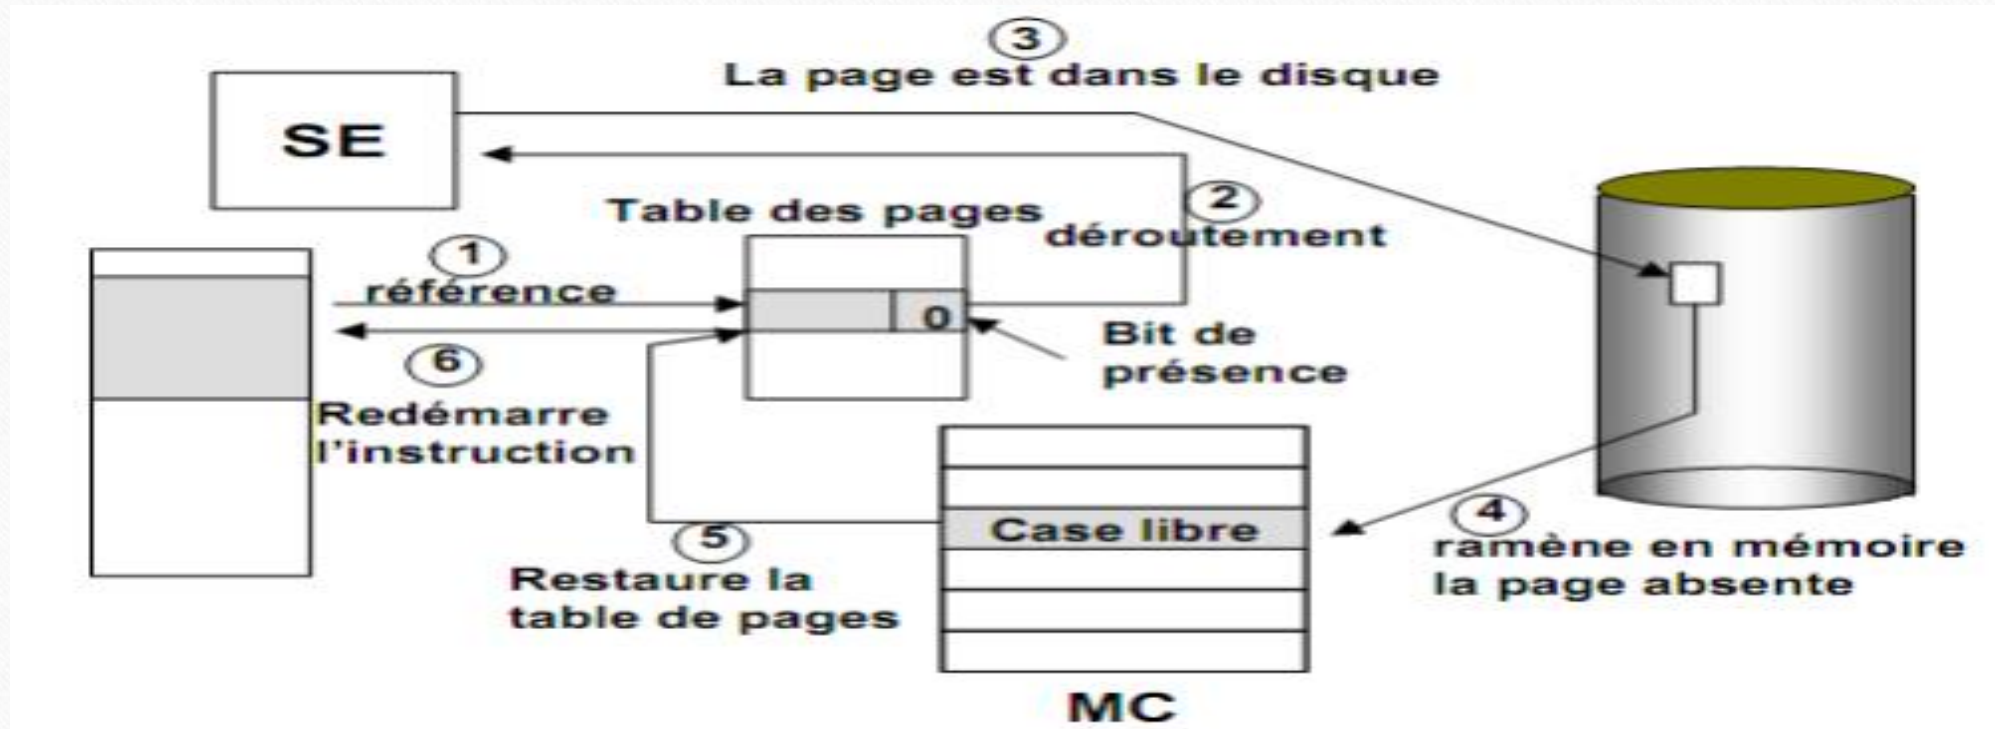 3
La page est dans le disque
SE
2
Table des pages
déroutement
1
référence
0
Bit de
présence
6
Redémarre
l'instruction
Case libre
4
ramène en mémoire
la page absente
5
Restaure la
table de pages
MC